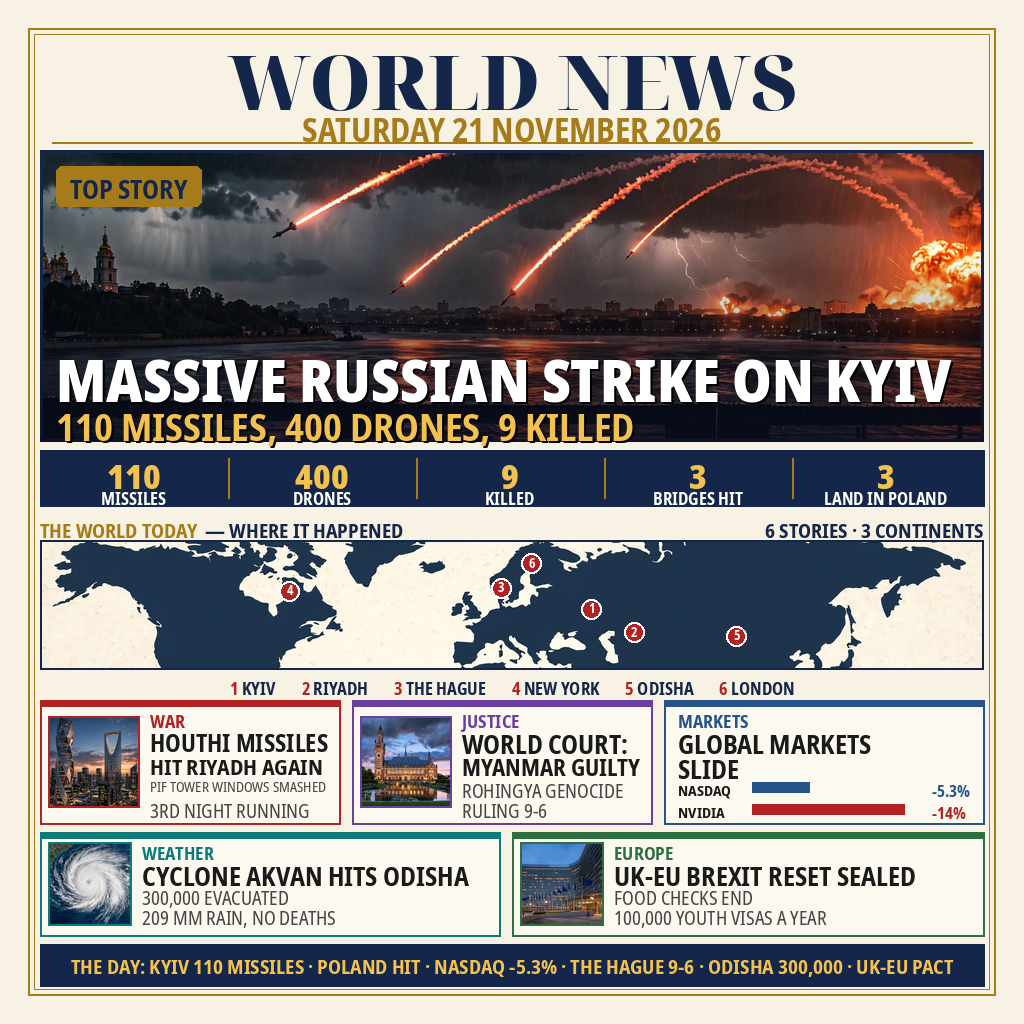 WORLD NEWS
SATURDAY 21 NOVEMBER 2026
TOP STORY
MASSIVE RUSSIAN STRIKE ON KYIV
110 MISSILES, 400 DRONES, 9 KILLED
110
MISSILES
400
DRONES
9
KILLED
3
BRIDGES HIT
3
LAND IN POLAND
THE WORLD TODAY — WHERE IT HAPPENED
6 STORIES · 3 CONTINENTS
6
3
4
1
2
5
1 KYIV 2 RIYADH 3 THE HAGUE 4 NEW YORK 5 ODISHA 6 LONDON
WAR
HOUTHI MISSILES
HIT RIYADH AGAIN
PIF TOWER WINDOWS SMASHED
3RD NIGHT RUNNING
JUSTICE
WORLD COURT:
MYANMAR GUILTY
ROHINGYA GENOCIDE
RULING 9-6
MARKETS
GLOBAL MARKETS
SLIDE
NASDAQ -5.3%
NVIDIA -14%
WEATHER
CYCLONE AKVAN HITS ODISHA
300,000 EVACUATED
209 MM RAIN, NO DEATHS
EUROPE
UK-EU BREXIT RESET SEALED
FOOD CHECKS END
100,000 YOUTH VISAS A YEAR
THE DAY: KYIV 110 MISSILES · POLAND HIT · NASDAQ -5.3% · THE HAGUE 9-6 · ODISHA 300,000 · UK-EU PACT